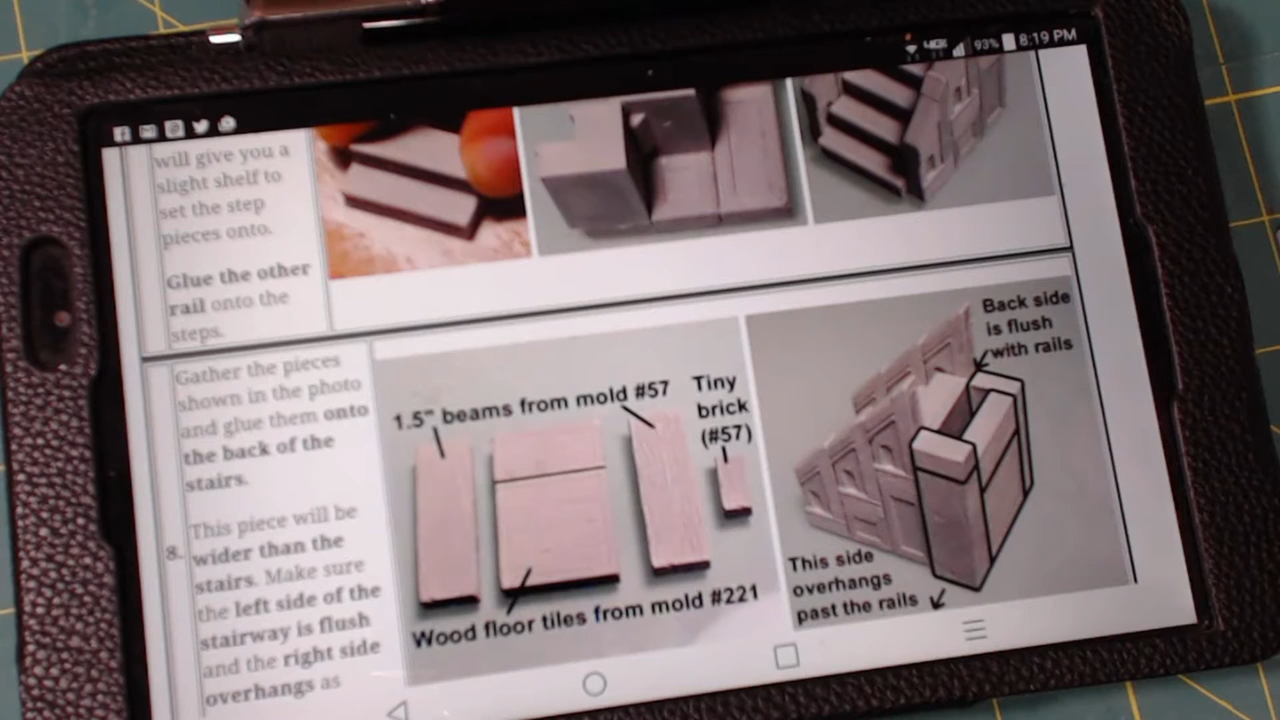 93% 8:19 PM
will give you a
slight shelf to
set the step
pieces onto.
Glue the other
rail onto the
steps.
8.
Gather the pieces
shown in the photo
and glue them onto
the back of the
stairs.
This piece will be
wider than the
stairs. Make sure
the left side of the
stairway is flush
and the right side
overhangs as
1.5" beams from mold #57
Tiny
brick
(#57)
Wood floor tiles from mold #221
Back side
is flush
with rails
This side
overhangs
past the rails